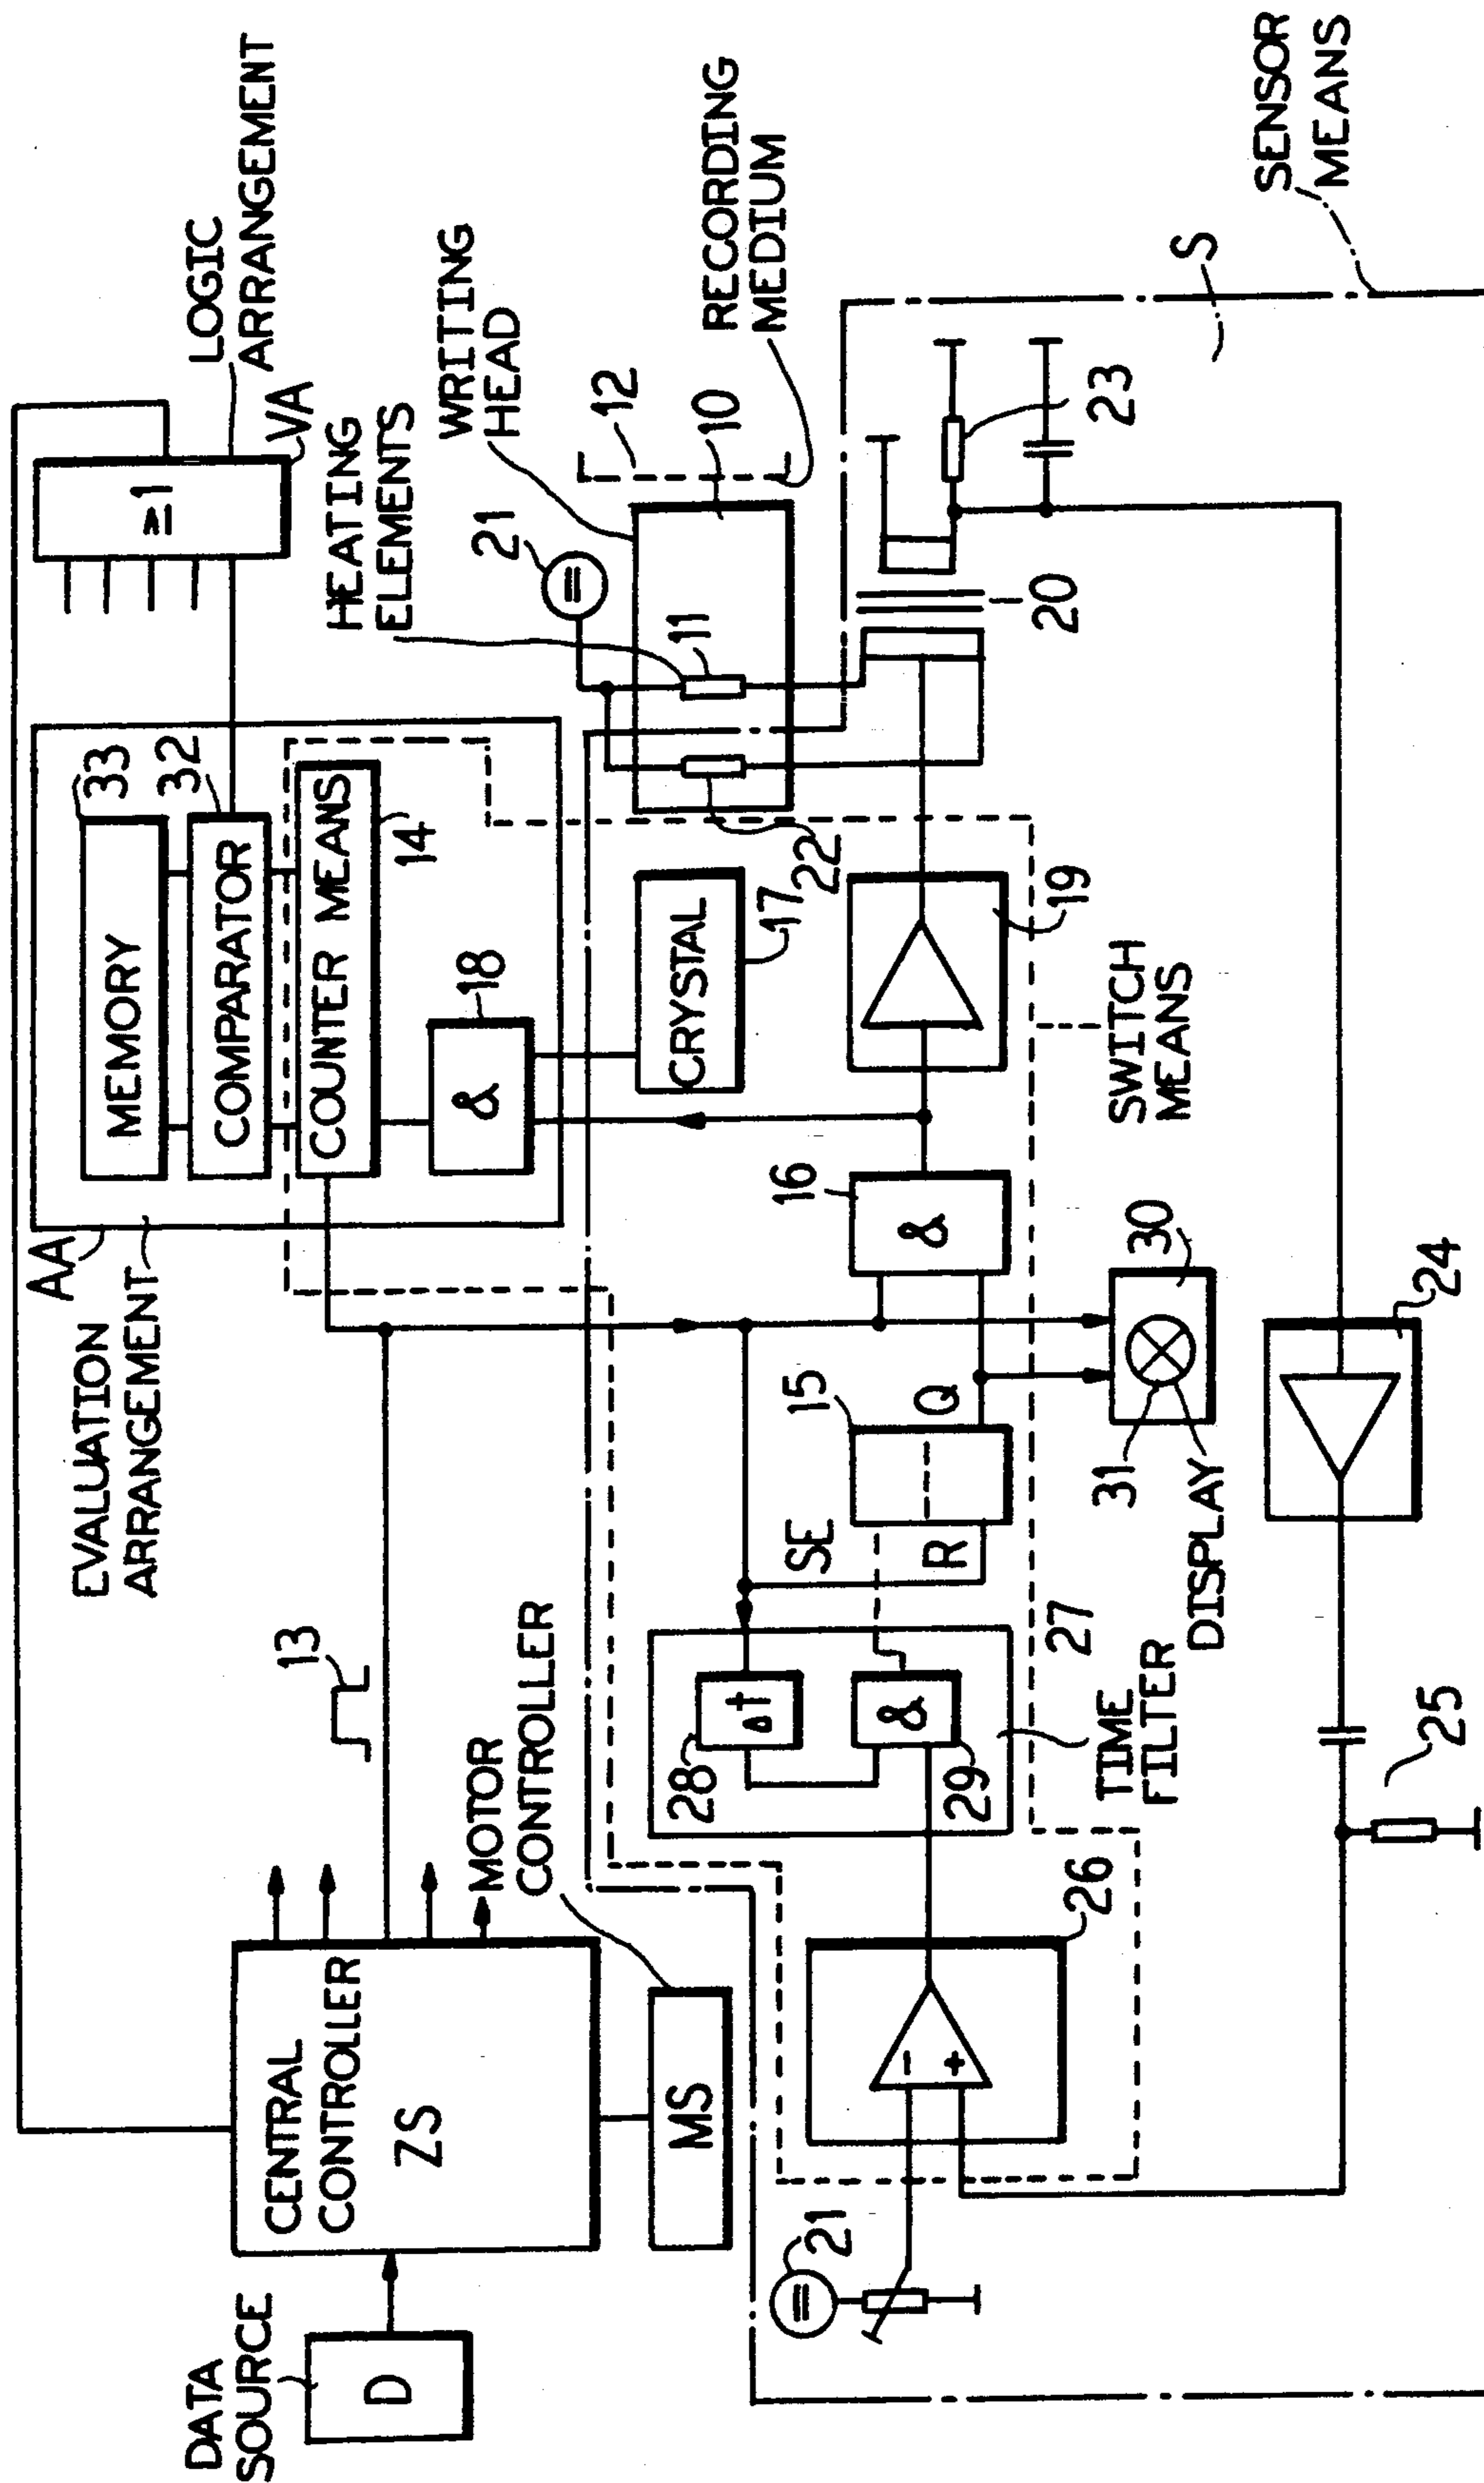 DATA
SOURCE
D
CENTRAL
CONTROLLER
ZS
MS
MOTOR
CONTROLLER
13
EVALUATION
ARRANGEMENT
AA
MEMORY
33
COMPARATOR
32
COUNTER MEANS
14
&
18
CRYSTAL
17
≥1
VA
LOGIC
ARRANGEMENT
HEATING
ELEMENTS
WRITING
HEAD
21
=
12
10
11
22
RECORDING
MEDIUM
20
23
S
SENSOR
MEANS
19
SWITCH
MEANS
&
16
15
SE
R
Q
30
31
DISPLAY
28
Δt
&
29
27
TIME
FILTER
26
-
+
21
=
24
25